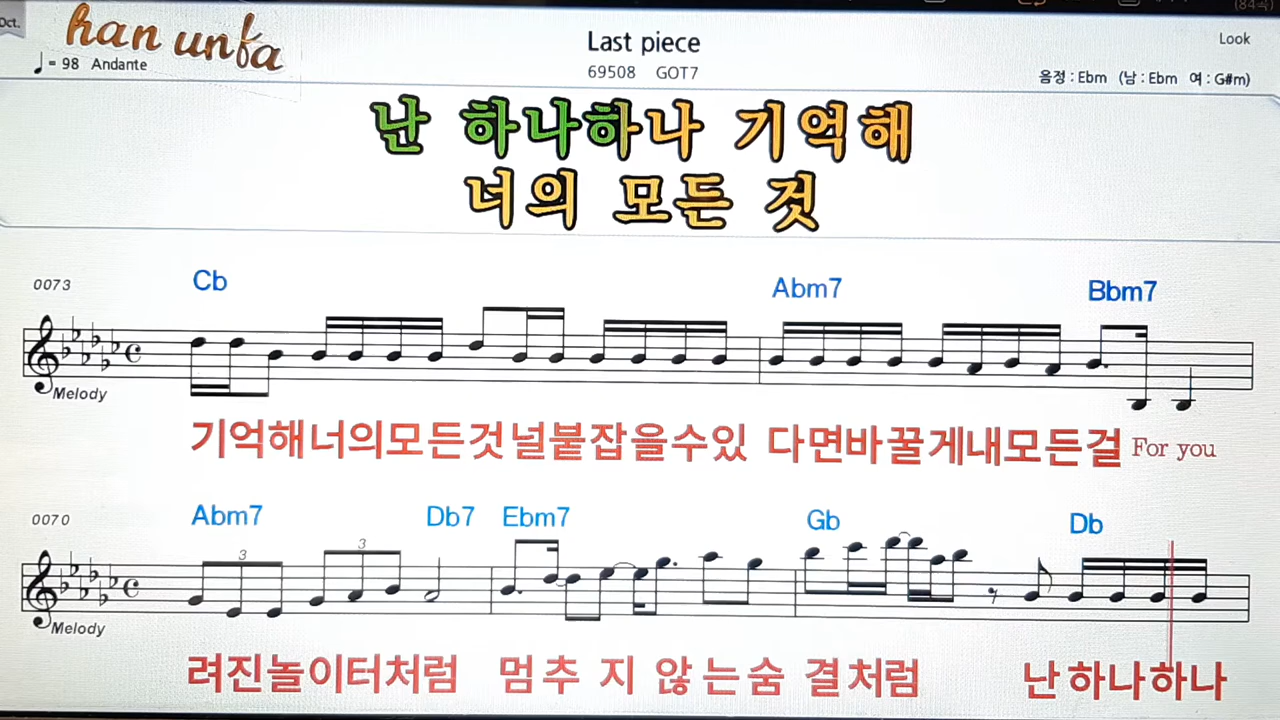 Oct.
han unfa
♩= 98 Andante
Last piece
69508 GOT7
Look
음정 : Ebm (남 : Ebm 여 : G#m)
난 하나하나 기억해
너의 모든 것
0073
Cb Abm7 Bbm7
Melody
기억해너의모든것널붙잡을수있 다면바꿀게내모든걸 For you
0070
Abm7 Db7 Ebm7 Gb Db
3 3
Melody
려진놀이터처럼 멈추 지 않는숨 결처럼 난하나하나